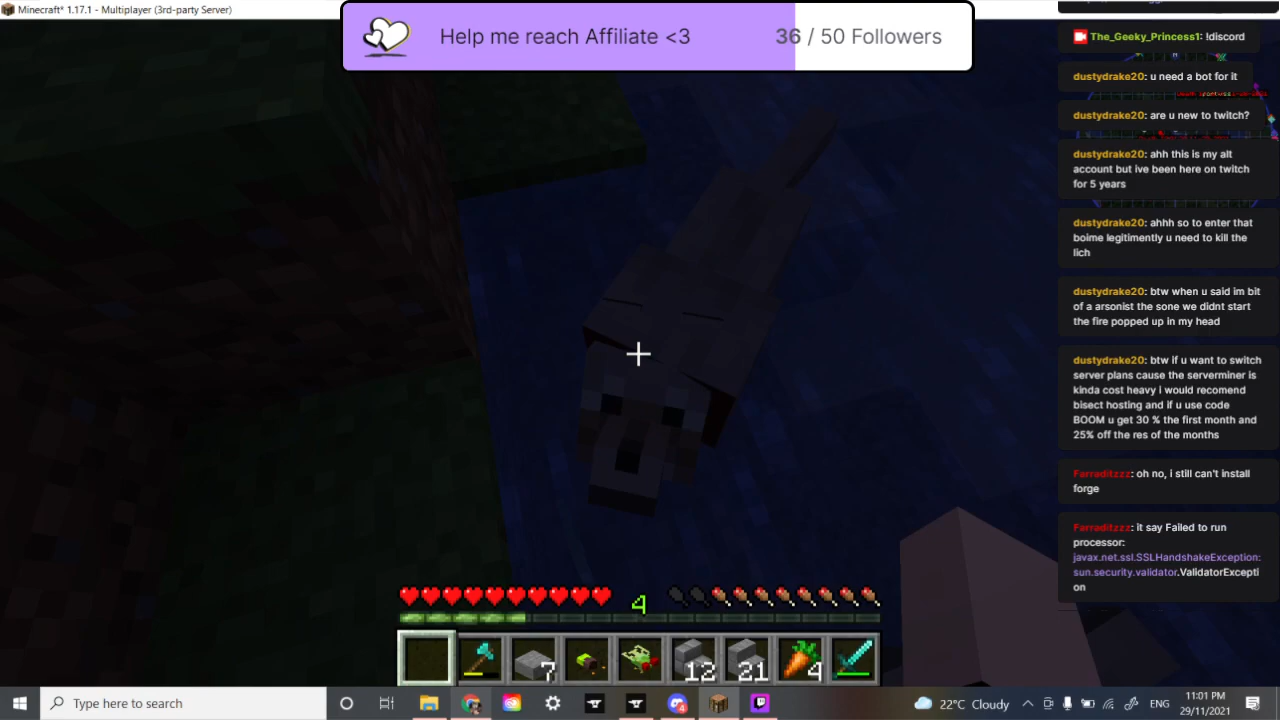 Minecraft* 1.17.1 - Multiplayer (3rd-party Server)
Help me reach Affiliate <3
36 / 50 Followers
The_Geeky_Princess1: !discord
dustydrake20: u need a bot for it
dustydrake20: are u new to twitch?
dustydrake20: ahh this is my alt
account but ive been here on twitch
for 5 years
dustydrake20: ahhh so to enter that
boime legitimently u need to kill the
lich
dustydrake20: btw when u said im bit
of a arsonist the sone we didnt start
the fire popped up in my head
dustydrake20: btw if u want to switch
server plans cause the serverminer is
kinda cost heavy i would recomend
bisect hosting and if u use code
BOOM u get 30 % the first month and
25% off the res of the months
Farraditzzz: oh no, i still can't install
forge
Farraditzzz: it say Failed to run
processor:
javax.net.ssl.SSLHandshakeException:
sun.security.validator.ValidatorExcepti
on
4
7
12
21
4
Type here to search
22°C Cloudy
ENG
11:01 PM
29/11/2021